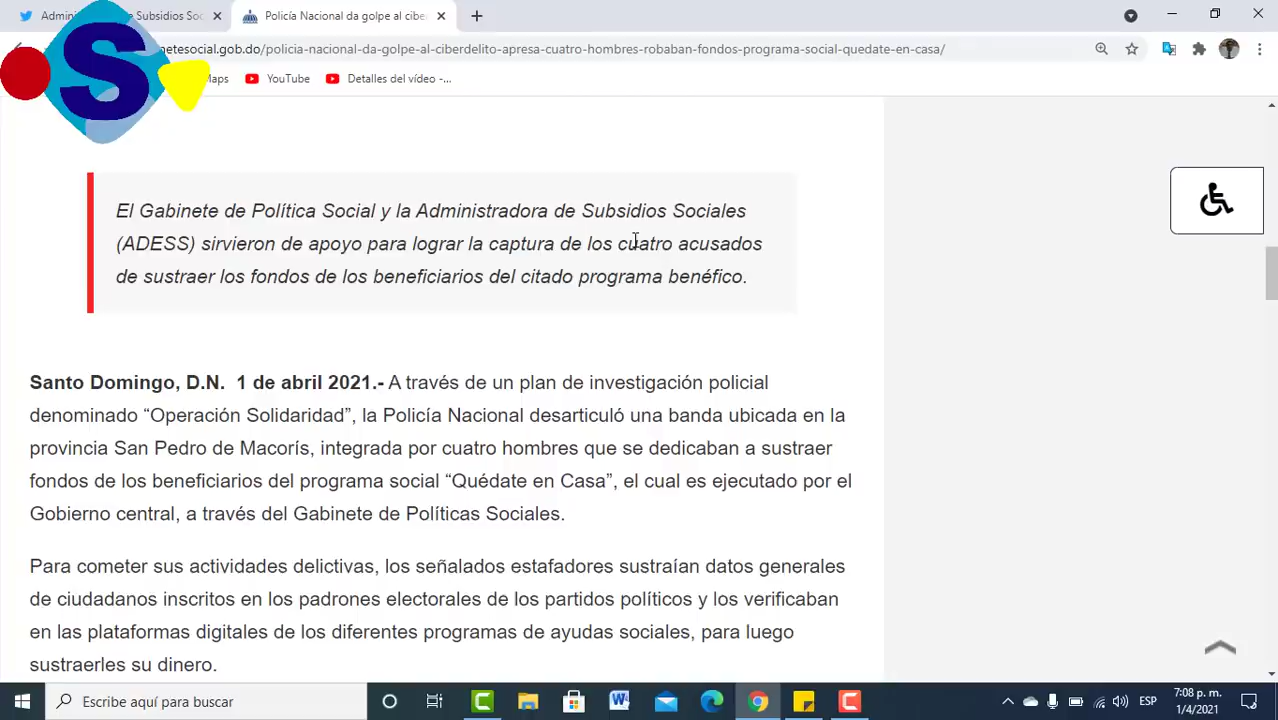 Administradora de Subsidios Soc
Policía Nacional da golpe al cibe
S
netesocial.gob.do/policia-nacional-da-golpe-al-ciberdelito-apresa-cuatro-hombres-robaban-fondos-programa-social-quedate-en-casa/
Maps
YouTube
Detalles del vídeo -...
El Gabinete de Política Social y la Administradora de Subsidios Sociales
(ADESS) sirvieron de apoyo para lograr la captura de los cuatro acusados
de sustraer los fondos de los beneficiarios del citado programa benéfico.
Santo Domingo, D.N. 1 de abril 2021.- A través de un plan de investigación policial
denominado “Operación Solidaridad”, la Policía Nacional desarticuló una banda ubicada en la
provincia San Pedro de Macorís, integrada por cuatro hombres que se dedicaban a sustraer
fondos de los beneficiarios del programa social “Quédate en Casa”, el cual es ejecutado por el
Gobierno central, a través del Gabinete de Políticas Sociales.
Para cometer sus actividades delictivas, los señalados estafadores sustraían datos generales
de ciudadanos inscritos en los padrones electorales de los partidos políticos y los verificaban
en las plataformas digitales de los diferentes programas de ayudas sociales, para luego
sustraerles su dinero.
Escribe aquí para buscar
ESP
7:08 p. m.
1/4/2021